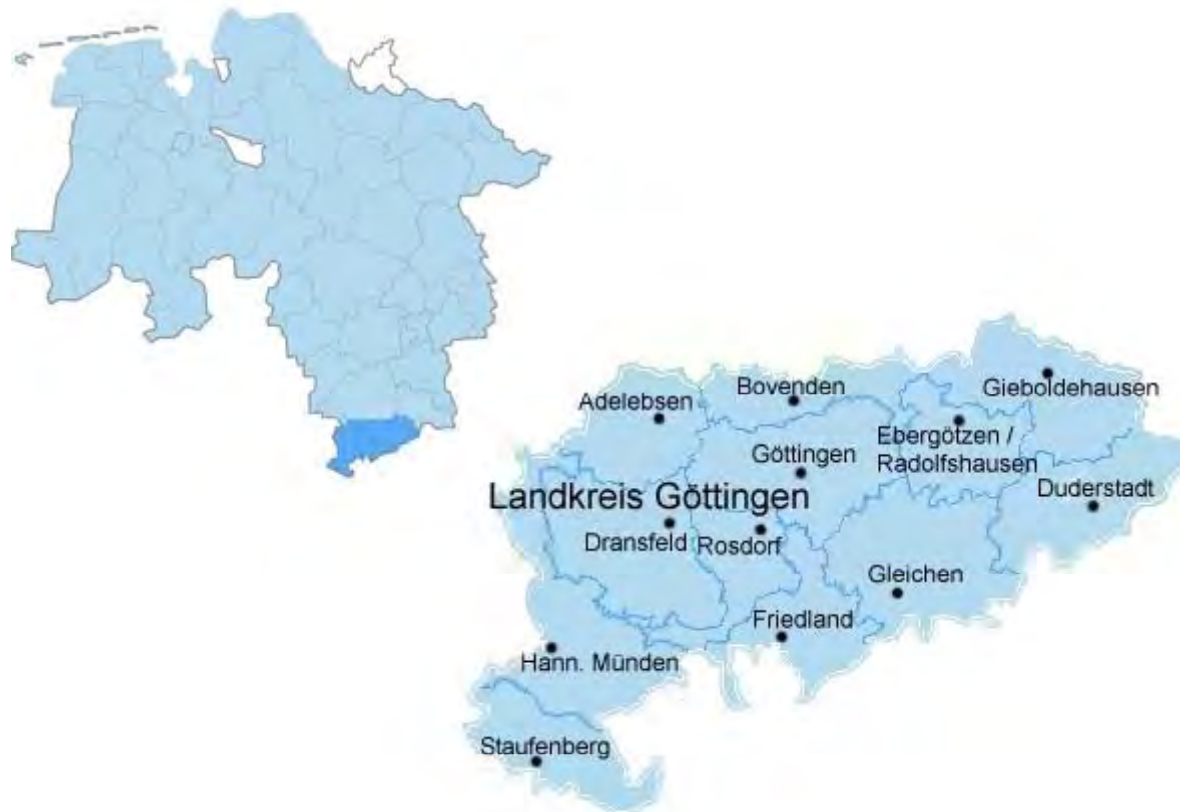 Gieboldehausen
Bovenden
Adelebsen
Ebergötzen /
Radolfshausen
Göttingen
Duderstadt
Landkreis Göttingen
Dransfeld
Rosdorf
Gleichen
Friedland
Hann. Münden
Staufenberg